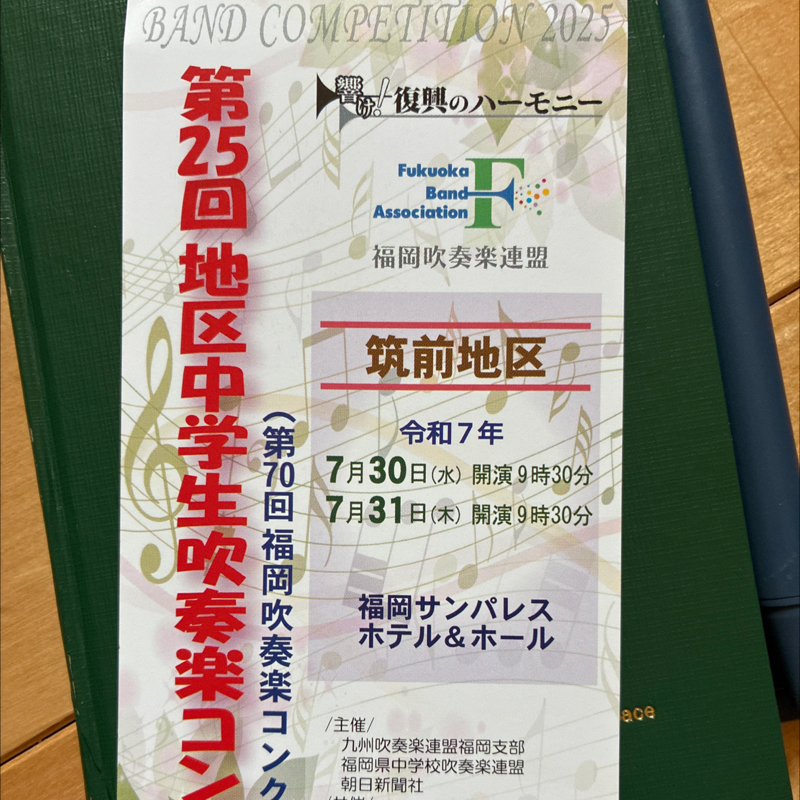 BAND COMPETITION 2025
第25回 地区中学生吹奏楽コン
(第70回福岡吹奏楽コンク
響け!復興のハーモニー
Fukuoka
Band
Association
F
福岡吹奏楽連盟
筑前地区
令和7年
7月30日(水) 開演9時30分
7月31日(木) 開演9時30分
福岡サンパレス
ホテル&ホール
/主催/
九州吹奏楽連盟福岡支部
福岡県中学校吹奏楽連盟
朝日新聞社
ace